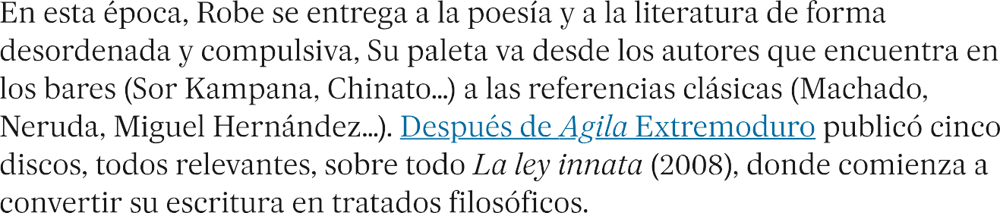 En esta época, Robe se entrega a la poesía y a la literatura de forma
desordenada y compulsiva, Su paleta va desde los autores que encuentra en
los bares (Sor Kampana, Chinato...) a las referencias clásicas (Machado,
Neruda, Miguel Hernández...). Después de Agila Extremoduro publicó cinco
discos, todos relevantes, sobre todo La ley innata (2008), donde comienza a
convertir su escritura en tratados filosóficos.